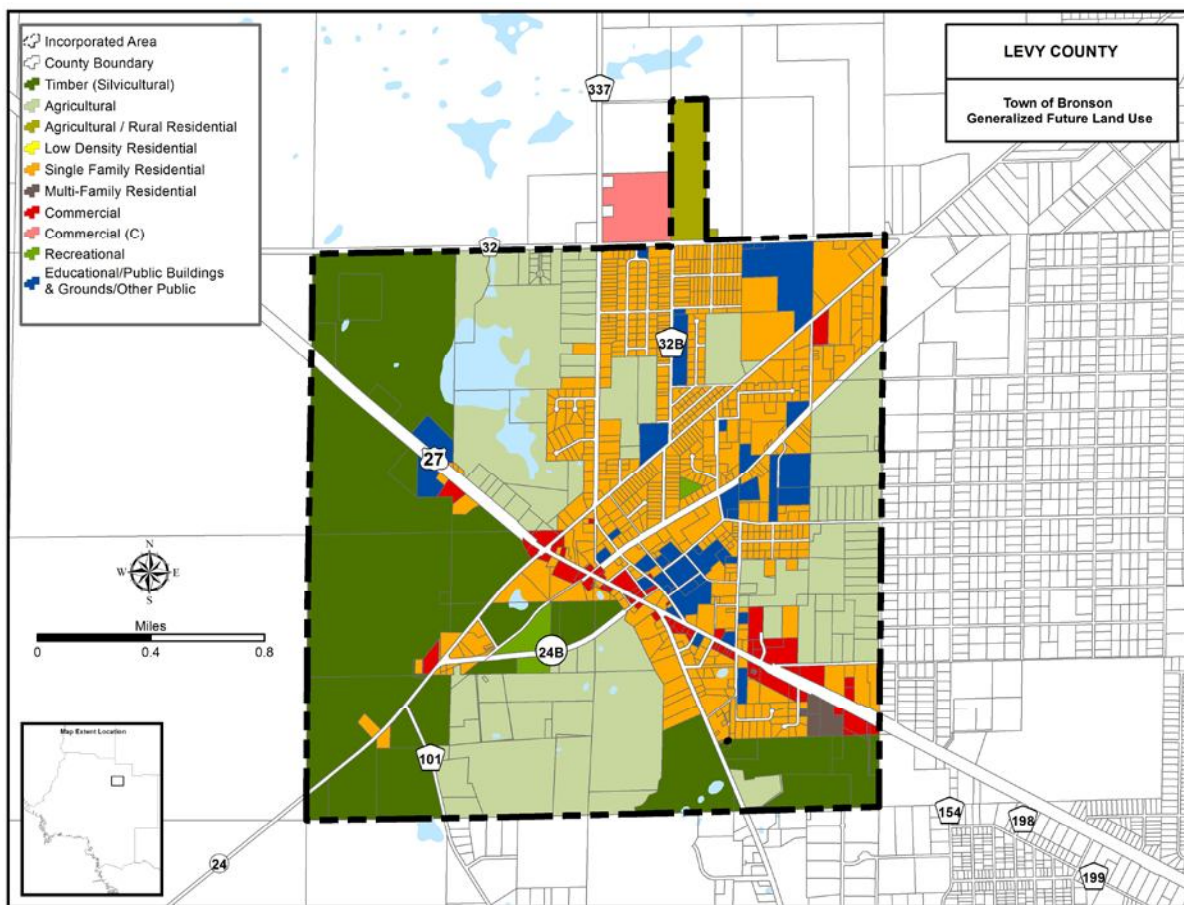 Incorporated Area
County Boundary
Timber (Silvicultural)
Agricultural
Agricultural / Rural Residential
Low Density Residential
Single Family Residential
Multi-Family Residential
Commercial
Commercial (C)
Recreational
Educational/Public Buildings
& Grounds/Other Public
LEVY COUNTY
Town of Bronson
Generalized Future Land Use
337
32
32B
27
N
W E
S
Miles
0 0.4 0.8
24B
Map Extent Location
101
24
154
198
199